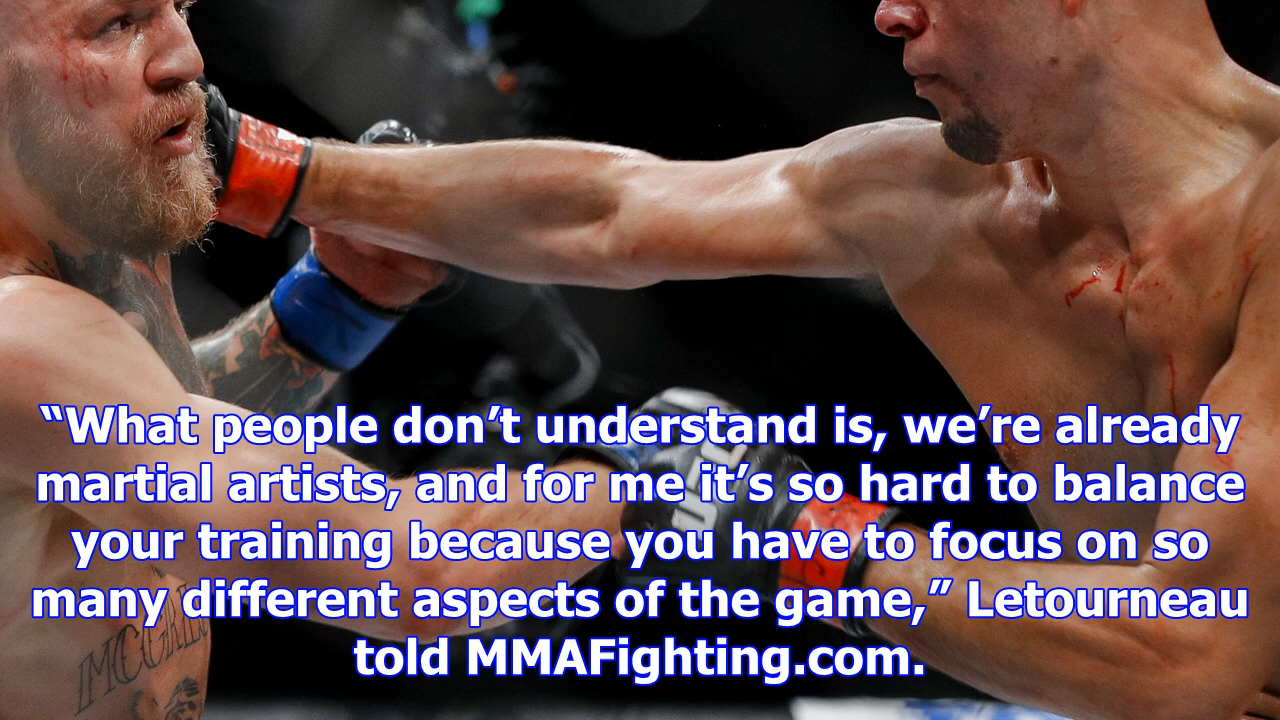 “What people don’t understand is, we’re already
martial artists, and for me it’s so hard to balance
your training because you have to focus on so
many different aspects of the game,” Letourneau
told MMAFighting.com.
UFC